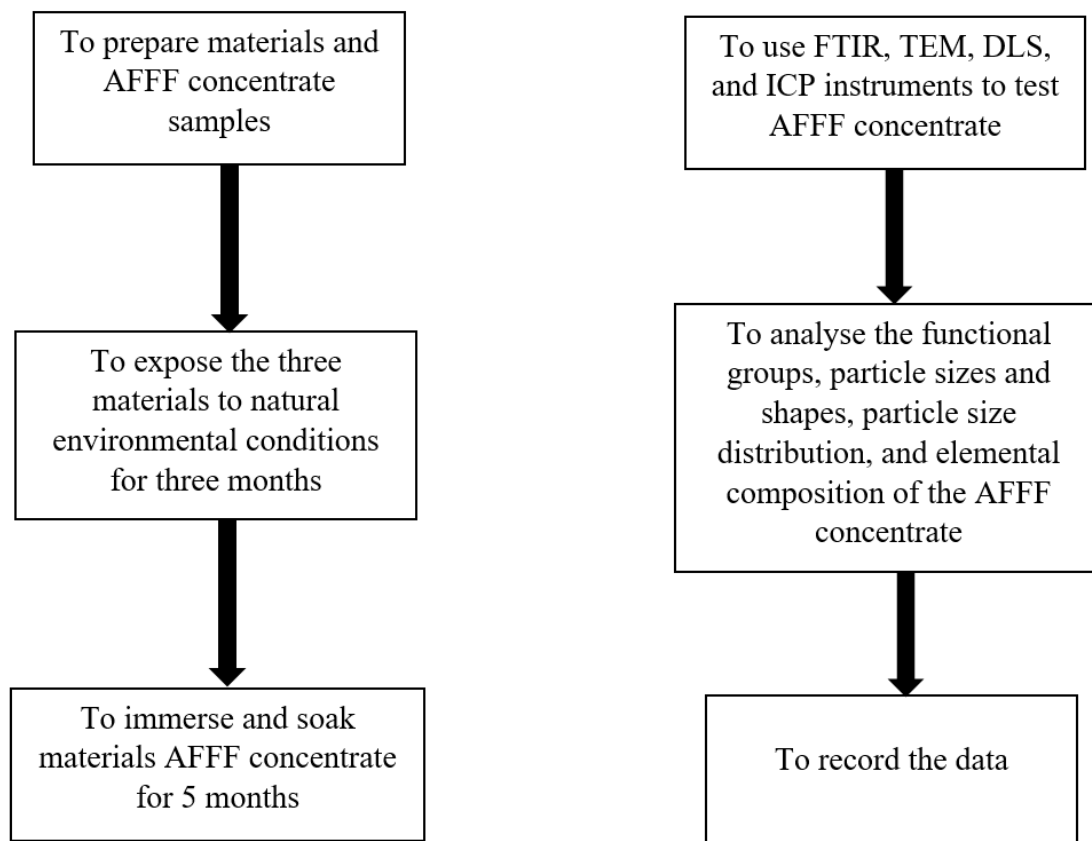 To prepare materials and
AFFF concentrate
samples
To expose the three
materials to natural
environmental conditions
for three months
To immerse and soak
materials AFFF concentrate
for 5 months
To use FTIR, TEM, DLS,
and ICP instruments to test
AFFF concentrate
To analyse the functional
groups, particle sizes and
shapes, particle size
distribution, and elemental
composition of the AFFF
concentrate
To record the data